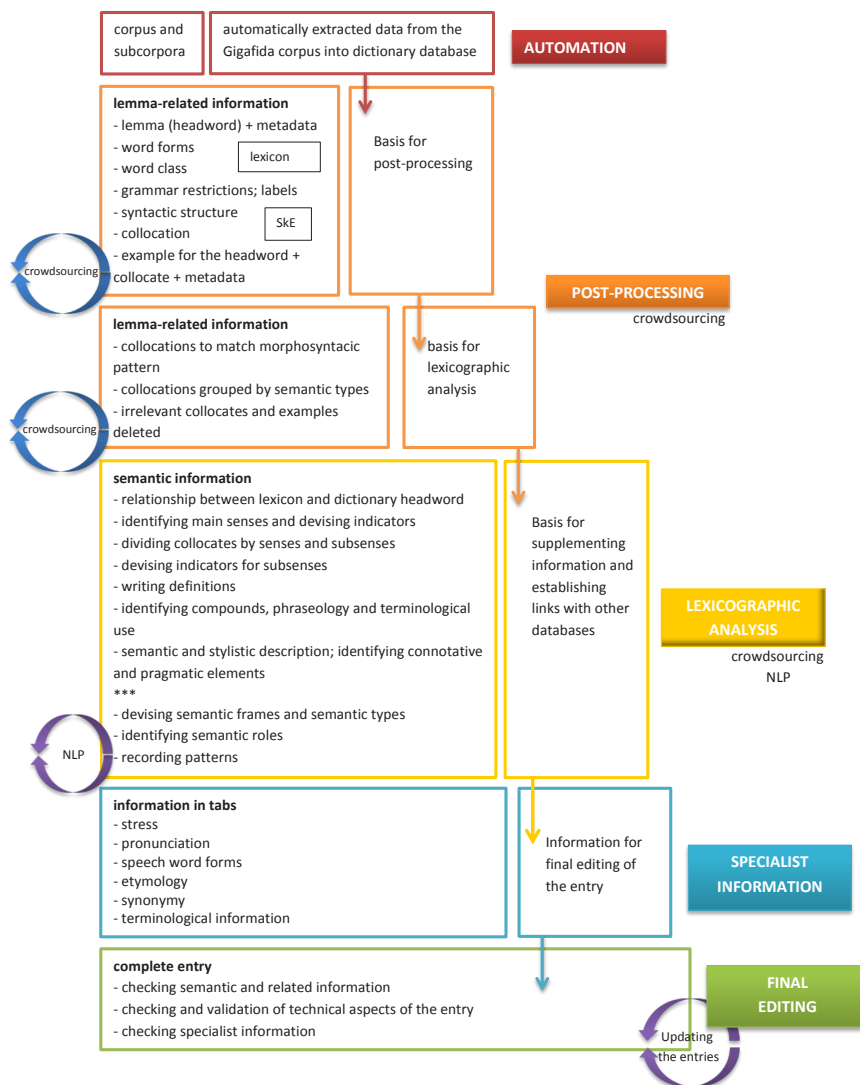 corpus and
subcorpora
automatically extracted data from the
Gigafida corpus into dictionary database
AUTOMATION
lemma-related information
- lemma (headword) + metadata
- word forms
- word class
lexicon
- grammar restrictions; labels
- syntactic structure
- collocation
SkE
- example for the headword +
collocate + metadata
Basis for
post-processing
crowdsourcing
POST-PROCESSING
crowdsourcing
lemma-related information
- collocations to match morphosyntacic
pattern
- collocations grouped by semantic types
- irrelevant collocates and examples
deleted
basis for
lexicographic
analysis
crowdsourcing
semantic information
- relationship between lexicon and dictionary headword
- identifying main senses and devising indicators
- dividing collocates by senses and subsenses
- devising indicators for subsenses
- writing definitions
- identifying compounds, phraseology and terminological
use
- semantic and stylistic description; identifying connotative
and pragmatic elements
***
- devising semantic frames and semantic types
- identifying semantic roles
- recording patterns
Basis for
supplementing
information and
establishing
links with other
databases
LEXICOGRAPHIC
ANALYSIS
crowdsourcing
NLP
NLP
information in tabs
- stress
- pronunciation
- speech word forms
- etymology
- synonymy
- terminological information
Information for
final editing of
the entry
SPECIALIST
INFORMATION
complete entry
- checking semantic and related information
- checking and validation of technical aspects of the entry
- checking specialist information
FINAL
EDITING
Updating
the entries